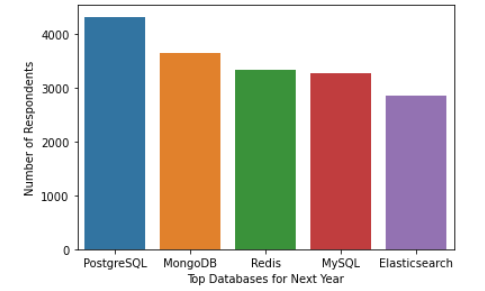 4000
3000
2000
1000
0
Number of Respondents
PostgreSQL MongoDB Redis MySQL Elasticsearch
Top Databases for Next Year